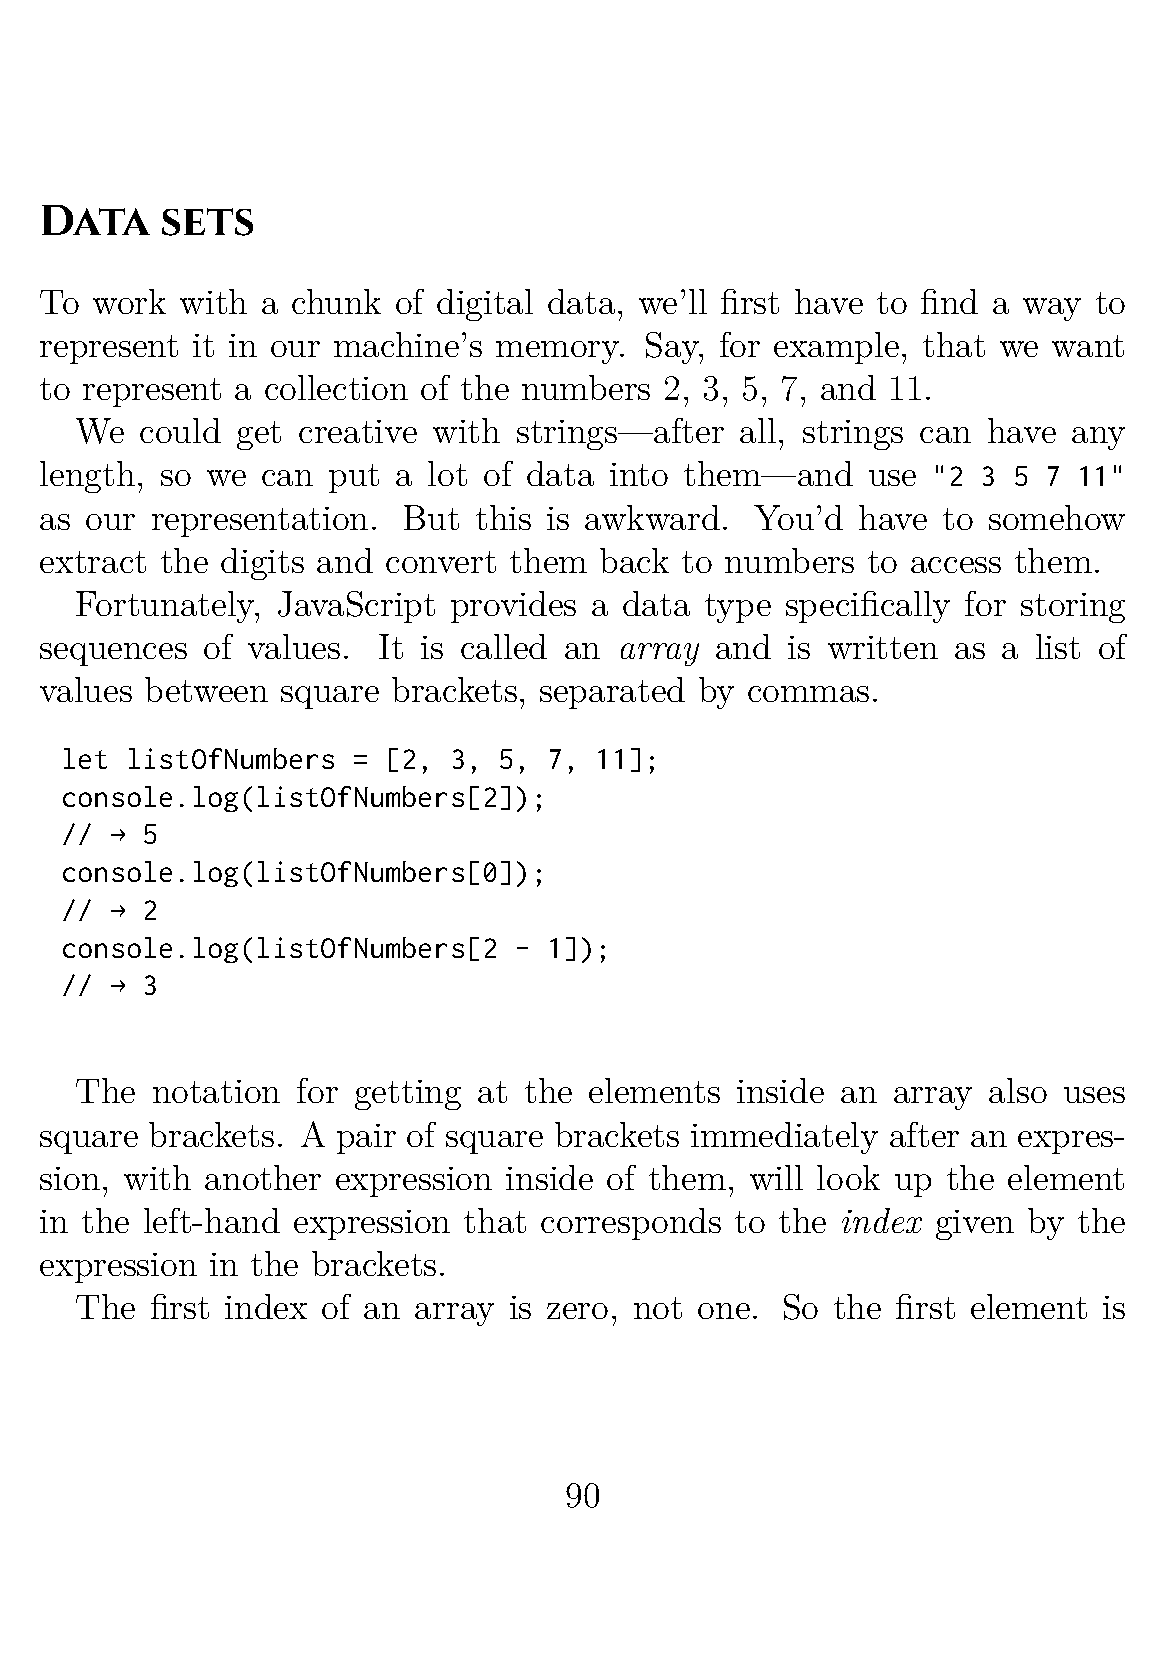 Data sets
To work with a chunk of digital data, we'll first have to find a way to
represent it in our machine's memory. Say, for example, that we want
to represent a collection of the numbers 2, 3, 5, 7, and 11.
We could get creative with strings—after all, strings can have any
length, so we can put a lot of data into them—and use "2 3 5 7 11"
as our representation. But this is awkward. You'd have to somehow
extract the digits and convert them back to numbers to access them.
Fortunately, JavaScript provides a data type specifically for storing
sequences of values. It is called an array and is written as a list of
values between square brackets, separated by commas.
let listOfNumbers = [2, 3, 5, 7, 11];
console.log(listOfNumbers[2]);
// → 5
console.log(listOfNumbers[0]);
// → 2
console.log(listOfNumbers[2 - 1]);
// → 3
The notation for getting at the elements inside an array also uses
square brackets. A pair of square brackets immediately after an expres-
sion, with another expression inside of them, will look up the element
in the left-hand expression that corresponds to the index given by the
expression in the brackets.
The first index of an array is zero, not one. So the first element is
90